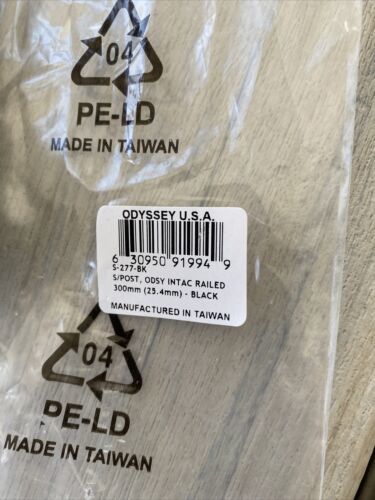 04
PE-LD
MADE IN TAIWAN
ODYSSEY U.S.A.
6 30950 91994 9
S-277-BK
S/POST, ODSY INTAC RAILED
300mm (25.4mm) - BLACK
MANUFACTURED IN TAIWAN
04
PE-LD
MADE IN TAIWAN